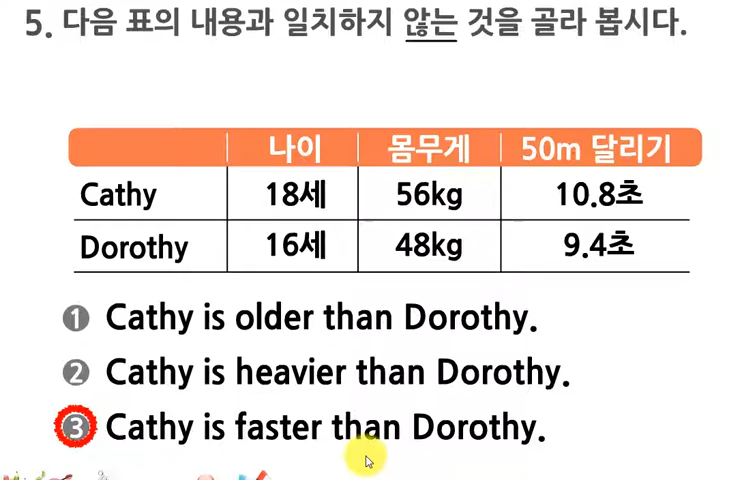 5. 다음 표의 내용과 일치하지 않는 것을 골라 봅시다.
나이 몸무게 50m 달리기
Cathy 18세 56kg 10.8초
Dorothy 16세 48kg 9.4초
1 Cathy is older than Dorothy.
2 Cathy is heavier than Dorothy.
3 Cathy is faster than Dorothy.